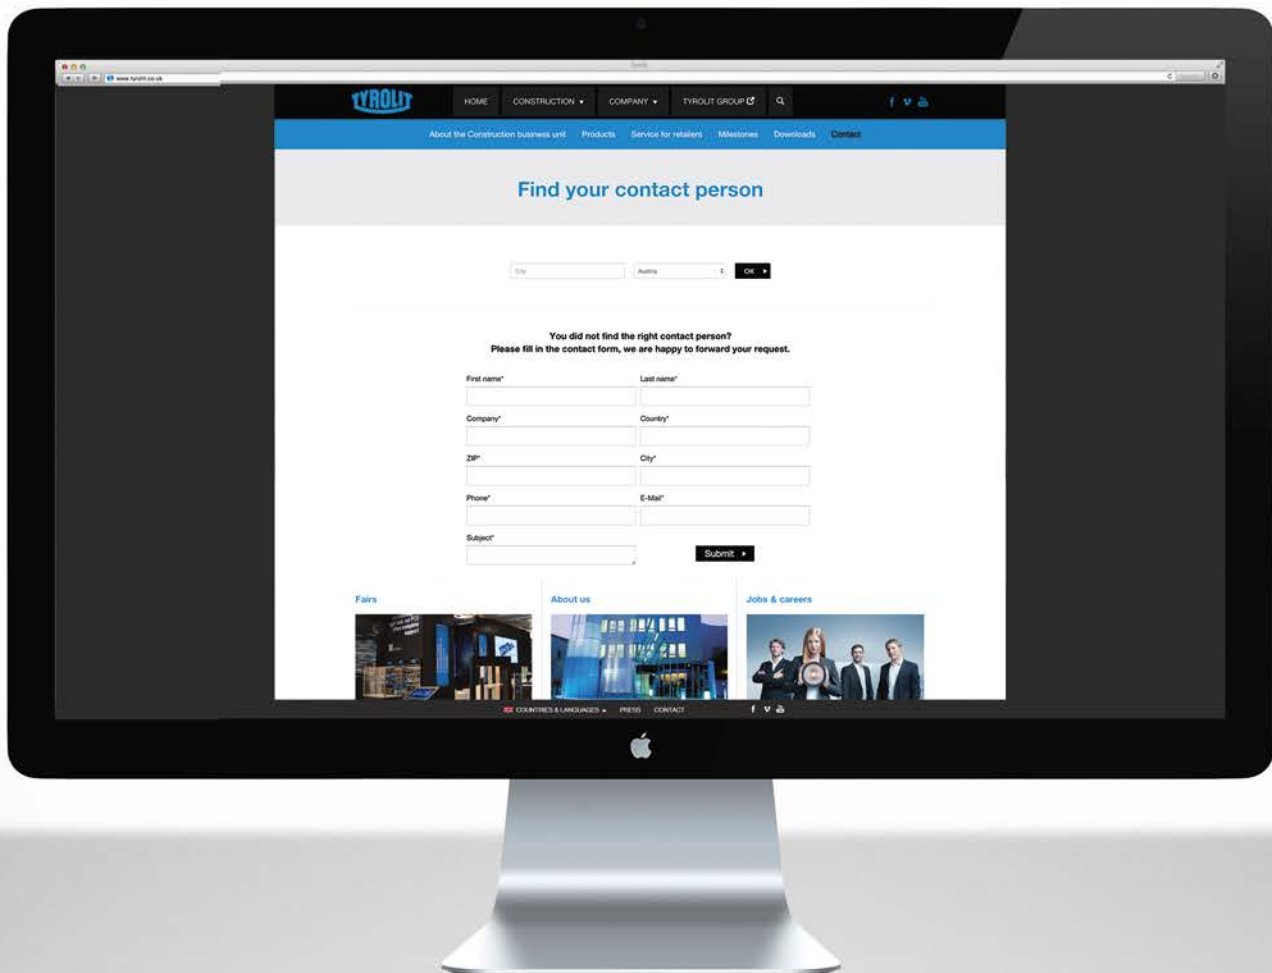 Tyrolit
www.tyrolit.co.uk
TYROLIT
HOME CONSTRUCTION ▾ COMPANY ▾ TYROLIT GROUP
About the Construction business unit Products Service for retailers Milestones Downloads Contact
Find your contact person
City Austria OK
You did not find the right contact person?
Please fill in the contact form, we are happy to forward your request.
First name* Last name*
Company* Country*
ZIP* City*
Phone* E-Mail*
Subject*
Submit
Fairs About us Jobs & careers
COUNTRIES & LANGUAGES PRESS CONTACT